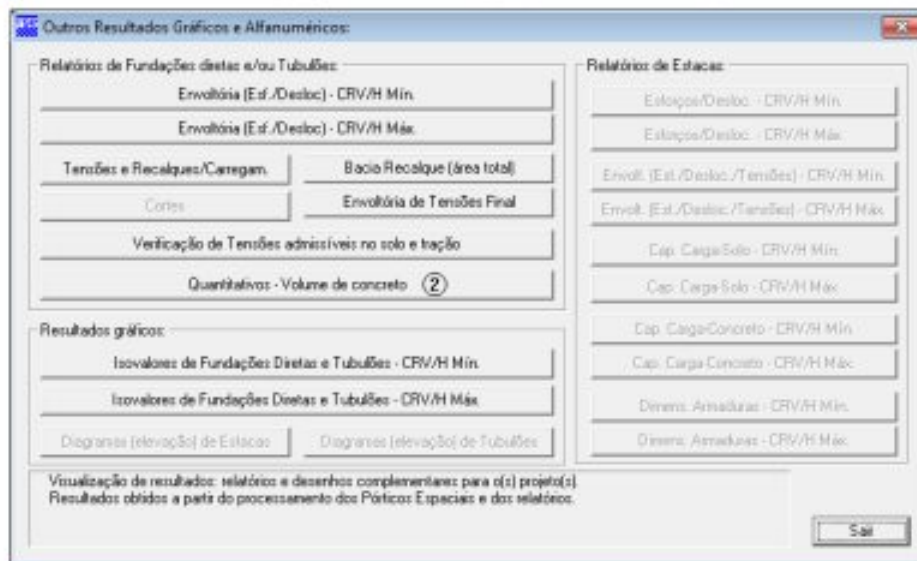 Outros Resultados Gráficos e Alfanuméricos:
Relatórios de Fundações diretas e/ou Tubulões:
Envoltória (Esf./Desloc) - CRV/H Mín.
Envoltória (Esf./Desloc) - CRV/H Máx.
Tensões e Recalques/Carregam.
Bacia Recalque (área total)
Cortes
Envoltória de Tensões Final
Verificação de Tensões admissíveis no solo e tração
Quantitativos - Volume de concreto 2
Resultados gráficos:
Isovalores de Fundações Diretas e Tubulões - CRV/H Mín.
Isovalores de Fundações Diretas e Tubulões - CRV/H Máx.
Diagramas (elevação) de Estacas
Diagramas (elevação) de Tubulões
Relatórios de Estacas:
Esforços/Desloc. - CRV/H Mín.
Esforços/Desloc. - CRV/H Máx.
Envolt. (Esf./Desloc./Tensões) - CRV/H Mín.
Envolt. (Esf./Desloc./Tensões) - CRV/H Máx.
Cap. Carga-Solo - CRV/H Mín.
Cap. Carga-Solo - CRV/H Máx.
Cap. Carga-Concreto - CRV/H Mín.
Cap. Carga-Concreto - CRV/H Máx.
Dimens. Armaduras - CRV/H Mín.
Dimens. Armaduras - CRV/H Máx.
Visualização de resultados: relatórios e desenhos complementares para o(s) projeto(s).
Resultados obtidos a partir do processamento dos Pórticos Espaciais e dos relatórios.
Sair